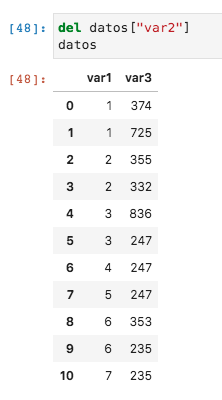 [48]: del datos["var2"]
datos
[48]: var1 var3
0 1 374
1 1 725
2 2 355
3 2 332
4 3 836
5 3 247
6 4 247
7 5 247
8 6 353
9 6 235
10 7 235